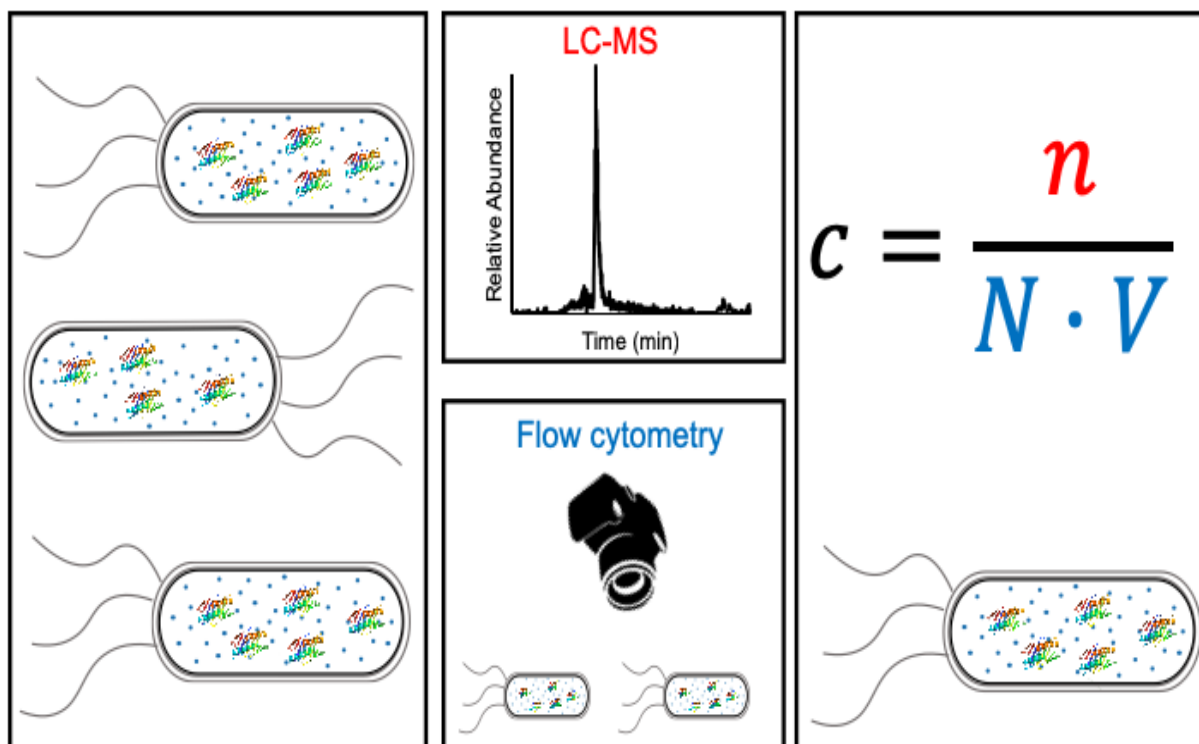 LC-MS
Relative Abundance
Time (min)
Flow cytometry
c = n / N · V